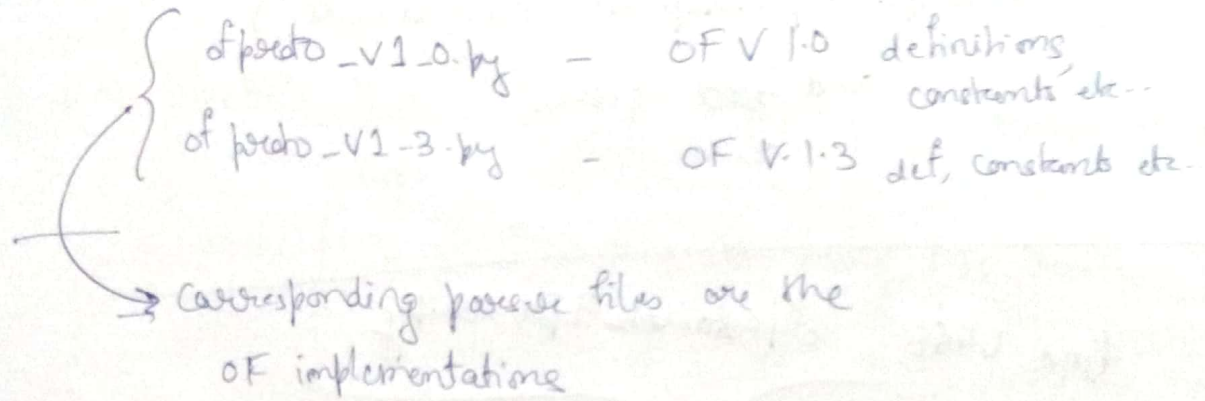 ofproto_v1_0.py - OF V 1.0 definitions,
constants etc..
ofproto_v1_3.py - OF V.1.3 def, constants etc.
corresponding parser files are the
OF implementations